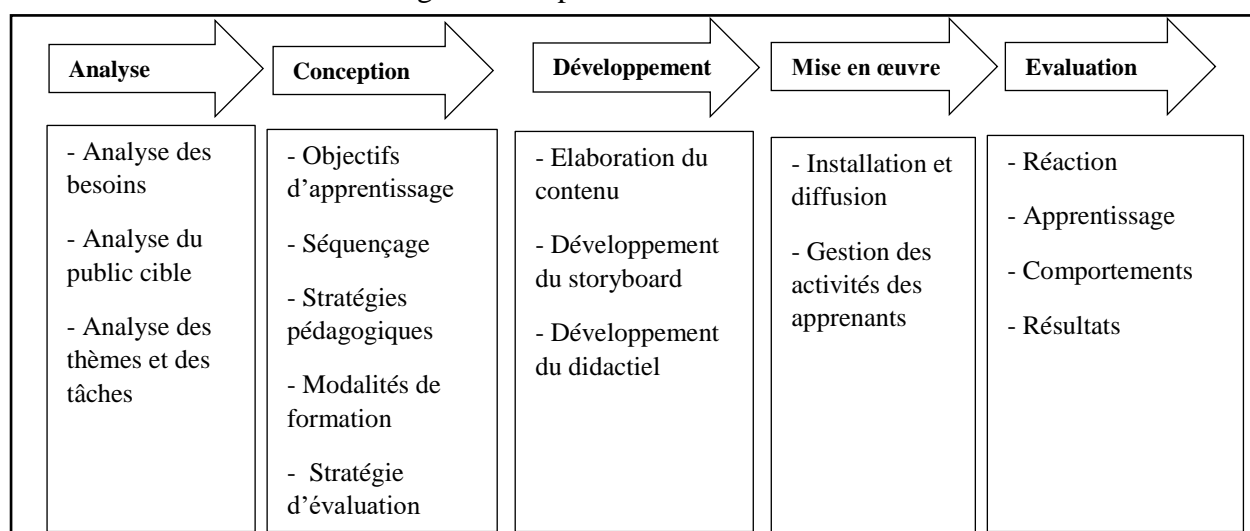 Analyse
Conception
Développement
Mise en œuvre
Evaluation
- Analyse des
besoins
- Analyse du
public cible
- Analyse des
thèmes et des
tâches
- Objectifs
d’apprentissage
- Séquençage
- Stratégies
pédagogiques
- Modalités de
formation
- Stratégie
d’évaluation
- Elaboration du
contenu
- Développement
du storyboard
- Développement
du didactiel
- Installation et
diffusion
- Gestion des
activités des
apprenants
- Réaction
- Apprentissage
- Comportements
- Résultats